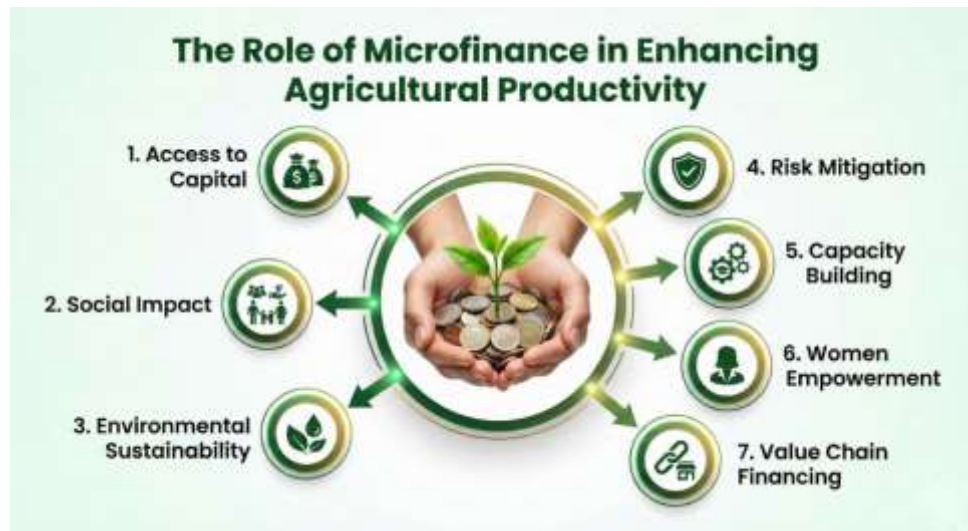 The Role of Microfinance in Enhancing
Agricultural Productivity
1. Access to
Capital
2. Social Impact
3. Environmental
Sustainability
4. Risk Mitigation
5. Capacity
Building
6. Women
Empowerment
7. Value Chain
Financing